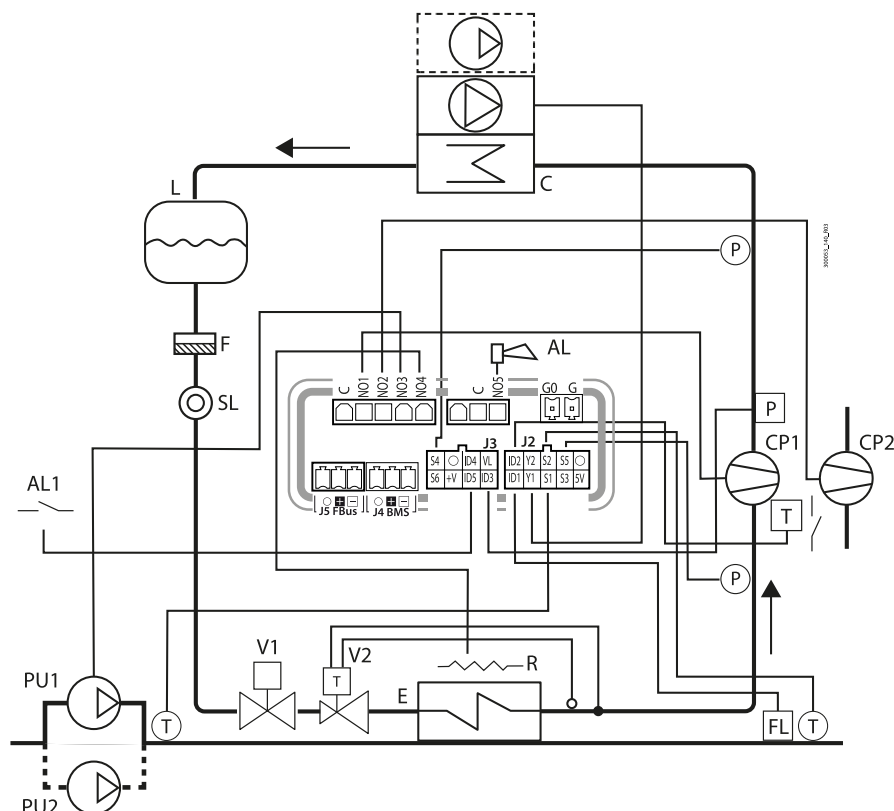 C
L
P
300053_140_R03
F
AL
C NO1 NO2 NO3 NO4
C NO5
G0 G
SL
P
CP1
CP2
J3
J2
S4 ID4 VL
S6 +V ID5 ID3
ID2 Y2 S2 S5
ID1 Y1 S1 S3 5V
AL1
J5 FBus
J4 BMS
T
P
V1
V2
T
R
E
PU1
T
FL
T
PU2